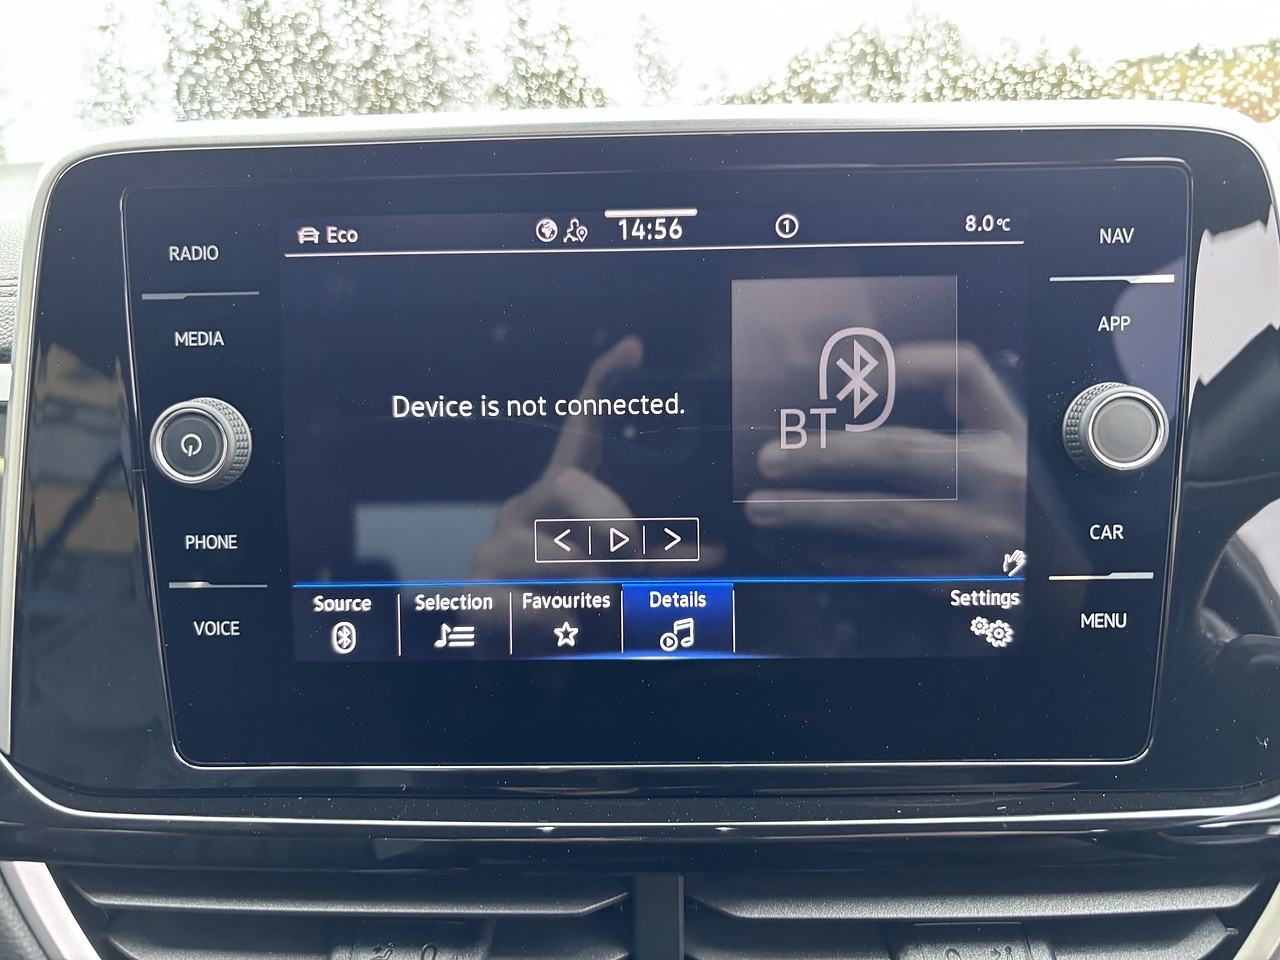 Eco
14:56
1
8.0°C
RADIO
NAV
MEDIA
APP
Device is not connected.
BT
PHONE
CAR
Source
Selection
Favourites
Details
Settings
VOICE
MENU